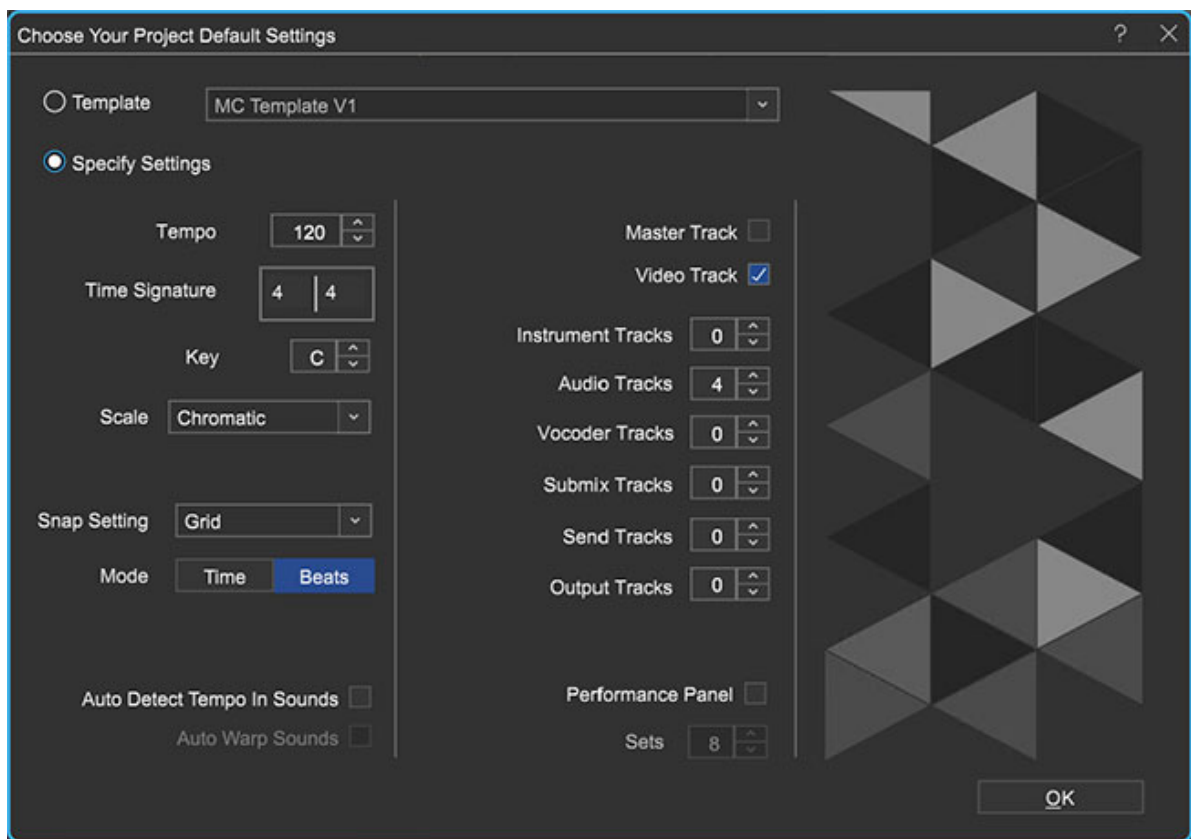 Choose Your Project Default Settings ?
Template MC Template V1
Specify Settings
Tempo 120
Time Signature 4 4
Key C
Scale Chromatic
Snap Setting Grid
Mode Time Beats
Auto Detect Tempo In Sounds
Auto Warp Sounds
Master Track
Video Track
Instrument Tracks 0
Audio Tracks 4
Vocoder Tracks 0
Submix Tracks 0
Send Tracks 0
Output Tracks 0
Performance Panel
Sets 8
OK